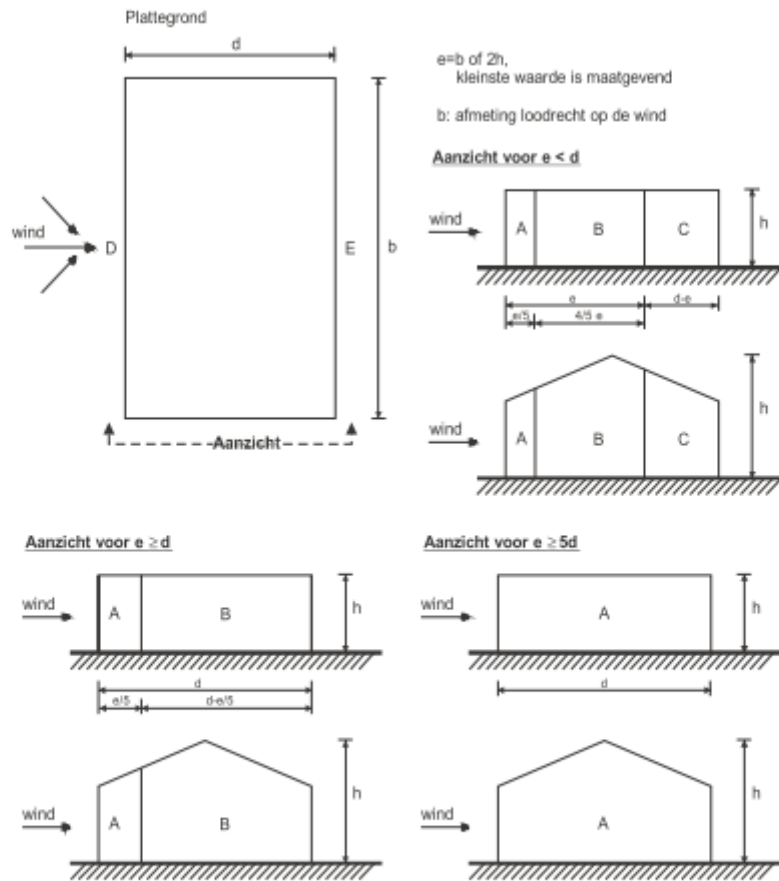 Plattegrond
d
wind
D
E
b
Aanzicht
e=b of 2h,
kleinste waarde is maatgevend
b: afmeting loodrecht op de wind
Aanzicht voor e < d
wind
A B C
h
e d-e
e/5 4/5 e
wind
A B C
h
Aanzicht voor e ≥ d
wind
A B
h
d
e/5 d-e/5
wind
A B
h
Aanzicht voor e ≥ 5d
wind
A
h
d
wind
A
h